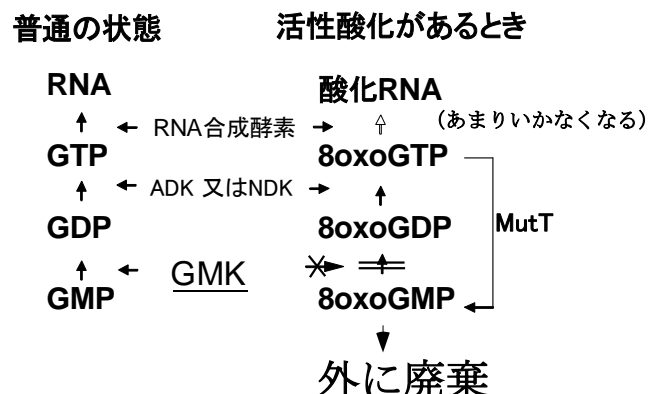 普通の状態
活性酸化があるとき
RNA
酸化RNA
(あまりいかなくなる)
RNA合成酵素
GTP
8oxoGTP
ADK 又はNDK
GDP
8oxoGDP
MutT
GMK
GMP
8oxoGMP
外に廃棄